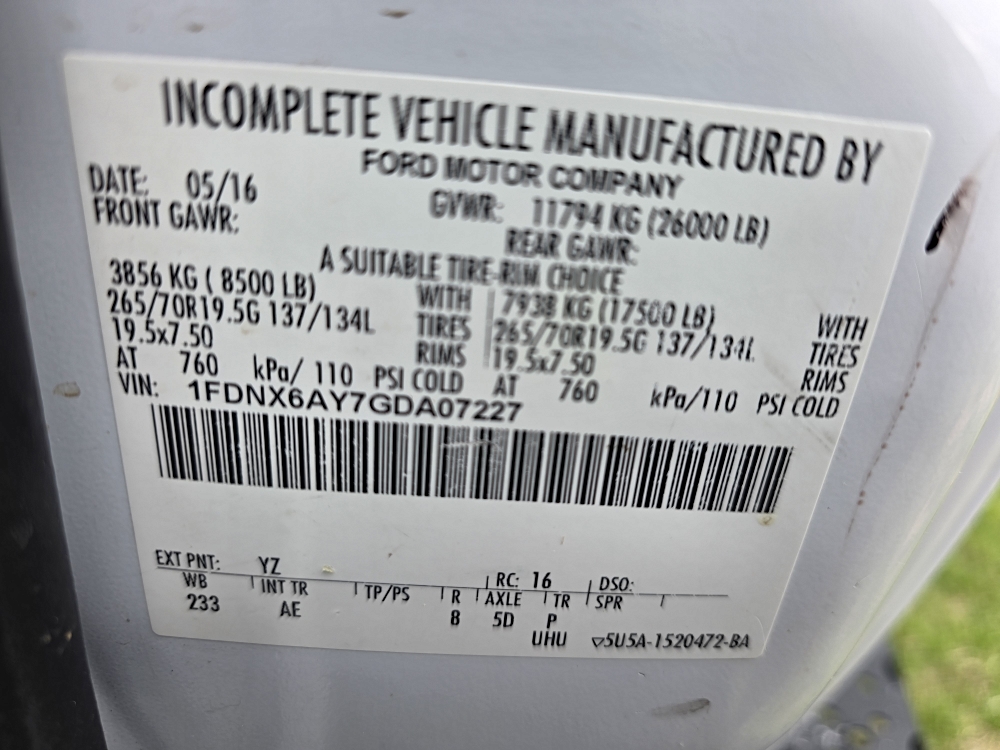 INCOMPLETE VEHICLE MANUFACTURED BY
FORD MOTOR COMPANY
DATE: 05/16
GVWR: 11794 KG (26000 LB)
FRONT GAWR:
REAR GAWR:
A SUITABLE TIRE-RIM CHOICE
3856 KG ( 8500 LB) WITH
265/70R19.5G 137/134L TIRES
19.5x7.50 RIMS
AT 760 kPa/ 110 PSI COLD
7938 KG (17500 LB) WITH
265/70R19.5G 137/134L TIRES
19.5x7.50 RIMS
AT 760 kPa/110 PSI COLD
VIN: 1FDNX6AY7GDA07227
EXT PNT: YZ RC: 16 DSO:
WB INT TR TP/PS R AXLE TR SPR
233 AE 8 5D P
UHU ▽5U5A-1520472-BA